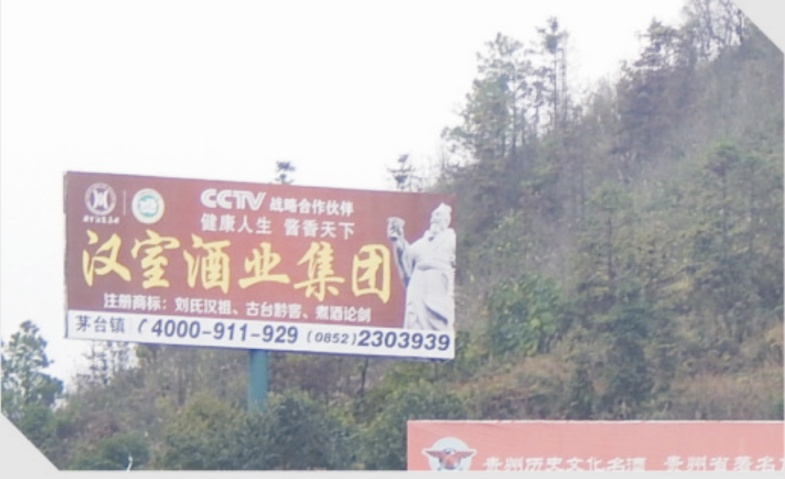 CCTV 战略合作伙伴
健康人生 酱香天下
汉室酒业集团
注册商标：刘氏汉祖、古台黔窖、煮酒论剑
茅台镇 4000-911-929 (0852)2303939
贵州历史文化名酒 贵州省著名